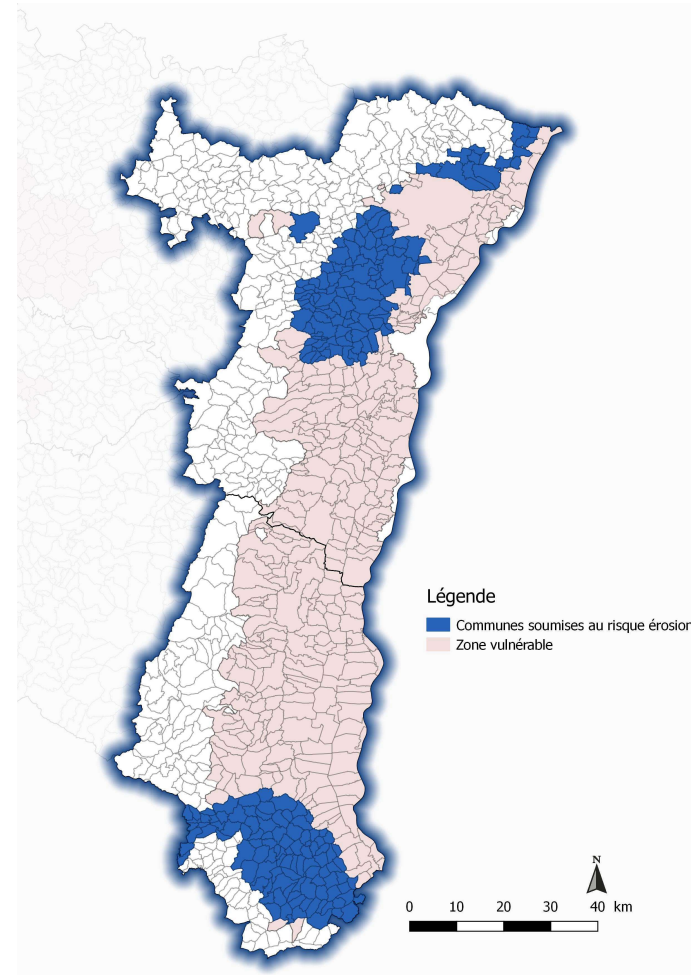 Légende
Communes soumises au risque érosion
Zone vulnérable
N
0 10 20 30 40 km